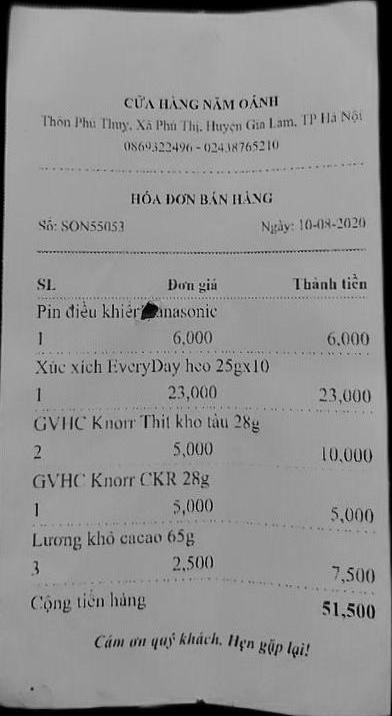 CỬA HÀNG NĂM OÁNH
Thôn Phú Thụy, Xã Phú Thị, Huyện Gia Lâm, TP Hà Nội
0869322496 - 02438765210
HÓA ĐƠN BÁN HÀNG
Số: SON55053 Ngày: 10-08-2020
SL Đơn giá Thành tiền
Pin điều khiển anasonic
1 6,000 6,000
Xúc xích EveryDay heo 25gx10
1 23,000 23,000
GVHC Knorr Thịt kho tàu 28g
2 5,000 10,000
GVHC Knorr CKR 28g
1 5,000 5,000
Lương khô cacao 65g
3 2,500 7,500
Cộng tiền hàng 51,500
Cám ơn quý khách. Hẹn gặp lại!